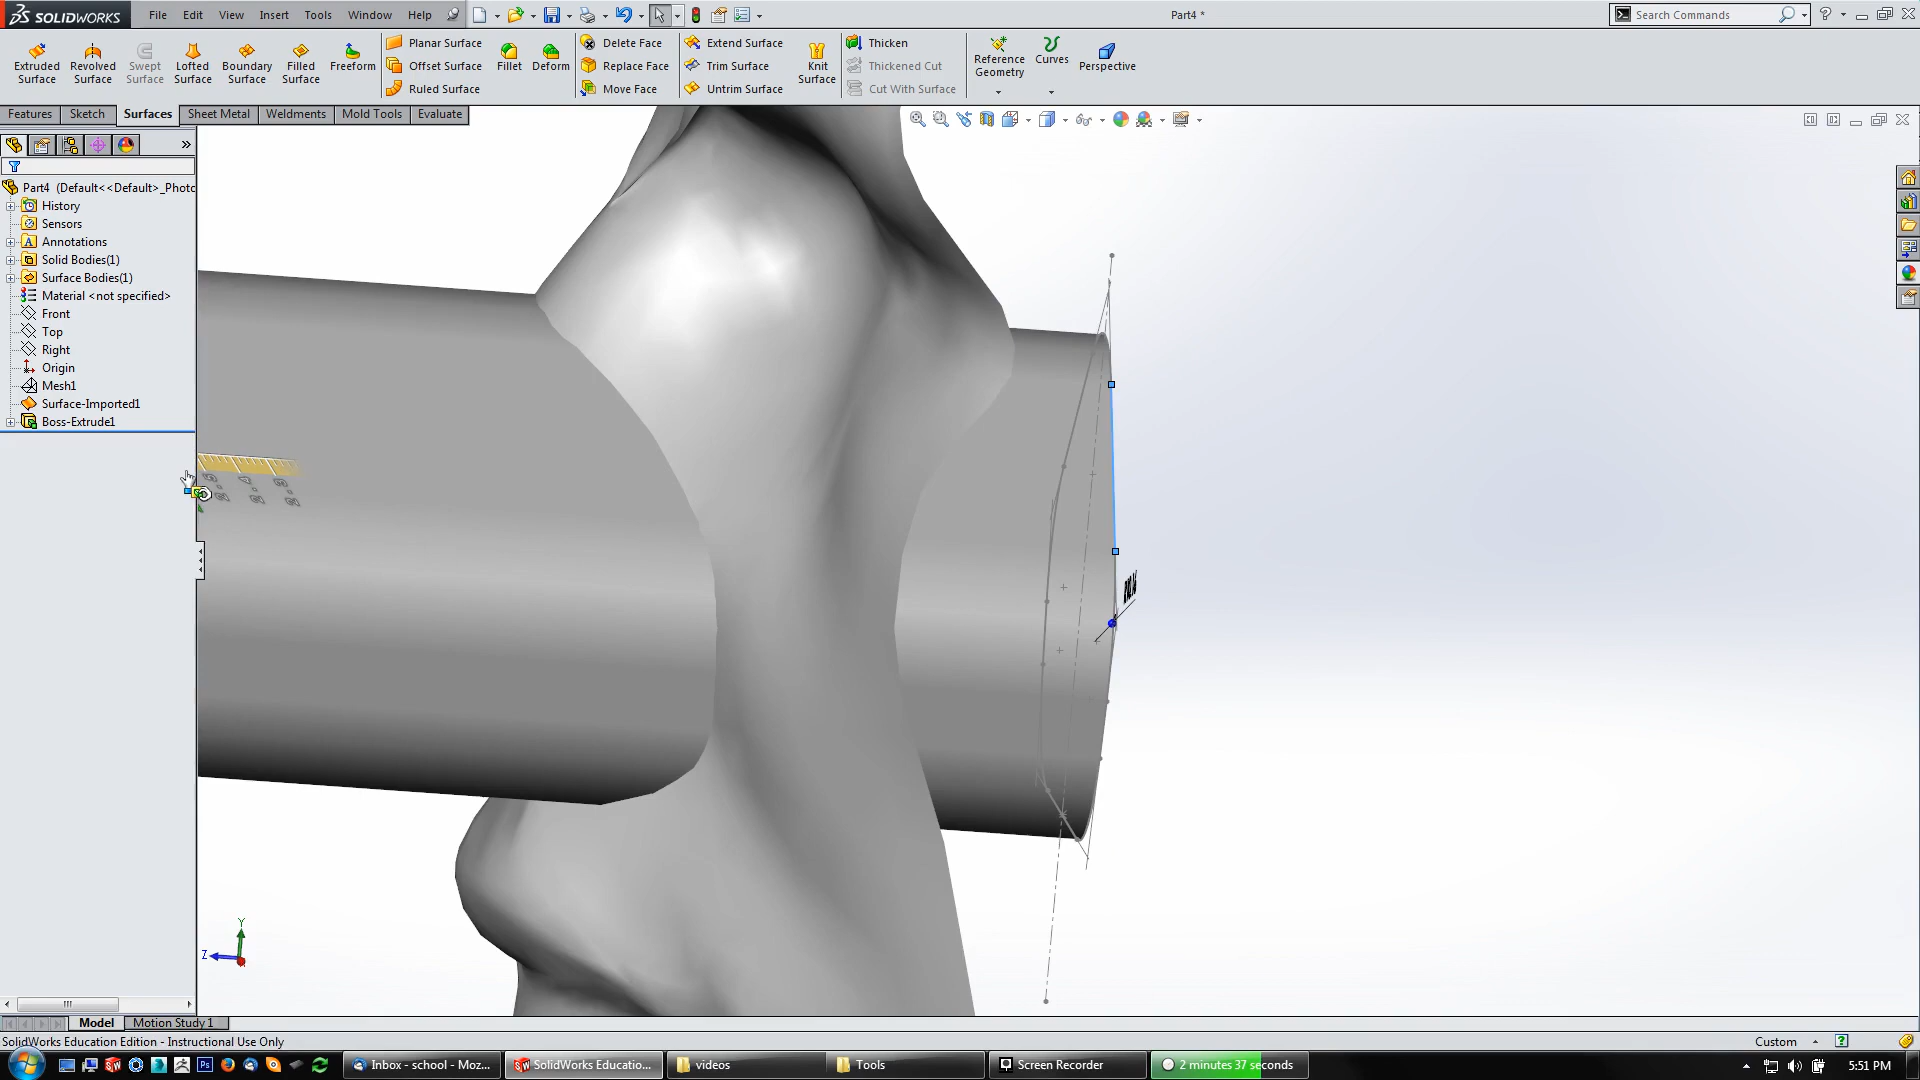 SOLIDWORKS
File Edit View Insert Tools Window Help
Part4 *
Search Commands
Extruded Surface
Revolved Surface
Swept Surface
Lofted Surface
Boundary Surface
Filled Surface
Freeform
Planar Surface
Offset Surface
Ruled Surface
Fillet
Deform
Delete Face
Replace Face
Move Face
Extend Surface
Trim Surface
Untrim Surface
Knit Surface
Thicken
Thickened Cut
Cut With Surface
Reference Geometry
Curves
Perspective
Features Sketch Surfaces Sheet Metal Weldments Mold Tools Evaluate
Part4 (Default<<Default>_Photo
History
Sensors
Annotations
Solid Bodies(1)
Surface Bodies(1)
Material <not specified>
Front
Top
Right
Origin
Mesh1
Surface-Imported1
Boss-Extrude1
Y
Z
Model Motion Study 1
SolidWorks Education Edition - Instructional Use Only
Custom
Inbox - school - Moz...
SolidWorks Educatio...
videos
Tools
Screen Recorder
2 minutes 37 seconds
5:51 PM